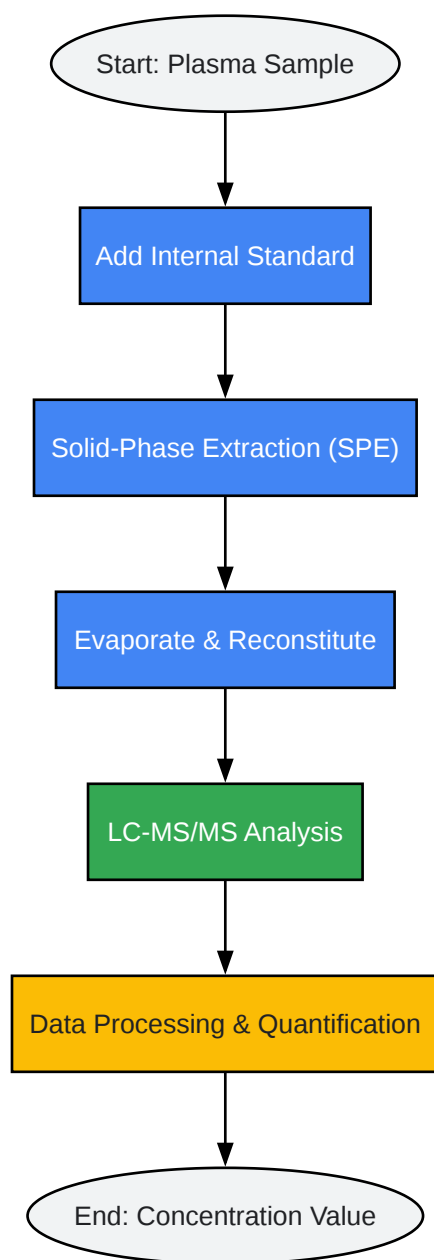 Start: Plasma Sample
Add Internal Standard
Solid-Phase Extraction (SPE)
Evaporate & Reconstitute
LC-MS/MS Analysis
Data Processing & Quantification
End: Concentration Value